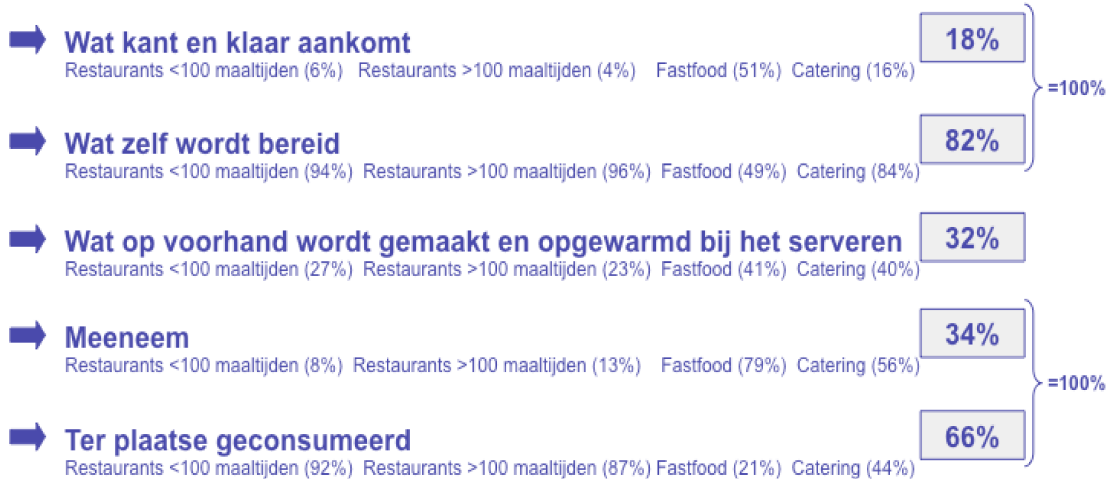 Wat kant en klaar aankomt 18%
Restaurants <100 maaltijden (6%) Restaurants >100 maaltijden (4%) Fastfood (51%) Catering (16%)
=100%
Wat zelf wordt bereid 82%
Restaurants <100 maaltijden (94%) Restaurants >100 maaltijden (96%) Fastfood (49%) Catering (84%)
Wat op voorhand wordt gemaakt en opgewarmd bij het serveren 32%
Restaurants <100 maaltijden (27%) Restaurants >100 maaltijden (23%) Fastfood (41%) Catering (40%)
Meeneem 34%
Restaurants <100 maaltijden (8%) Restaurants >100 maaltijden (13%) Fastfood (79%) Catering (56%)
=100%
Ter plaatse geconsumeerd 66%
Restaurants <100 maaltijden (92%) Restaurants >100 maaltijden (87%) Fastfood (21%) Catering (44%)